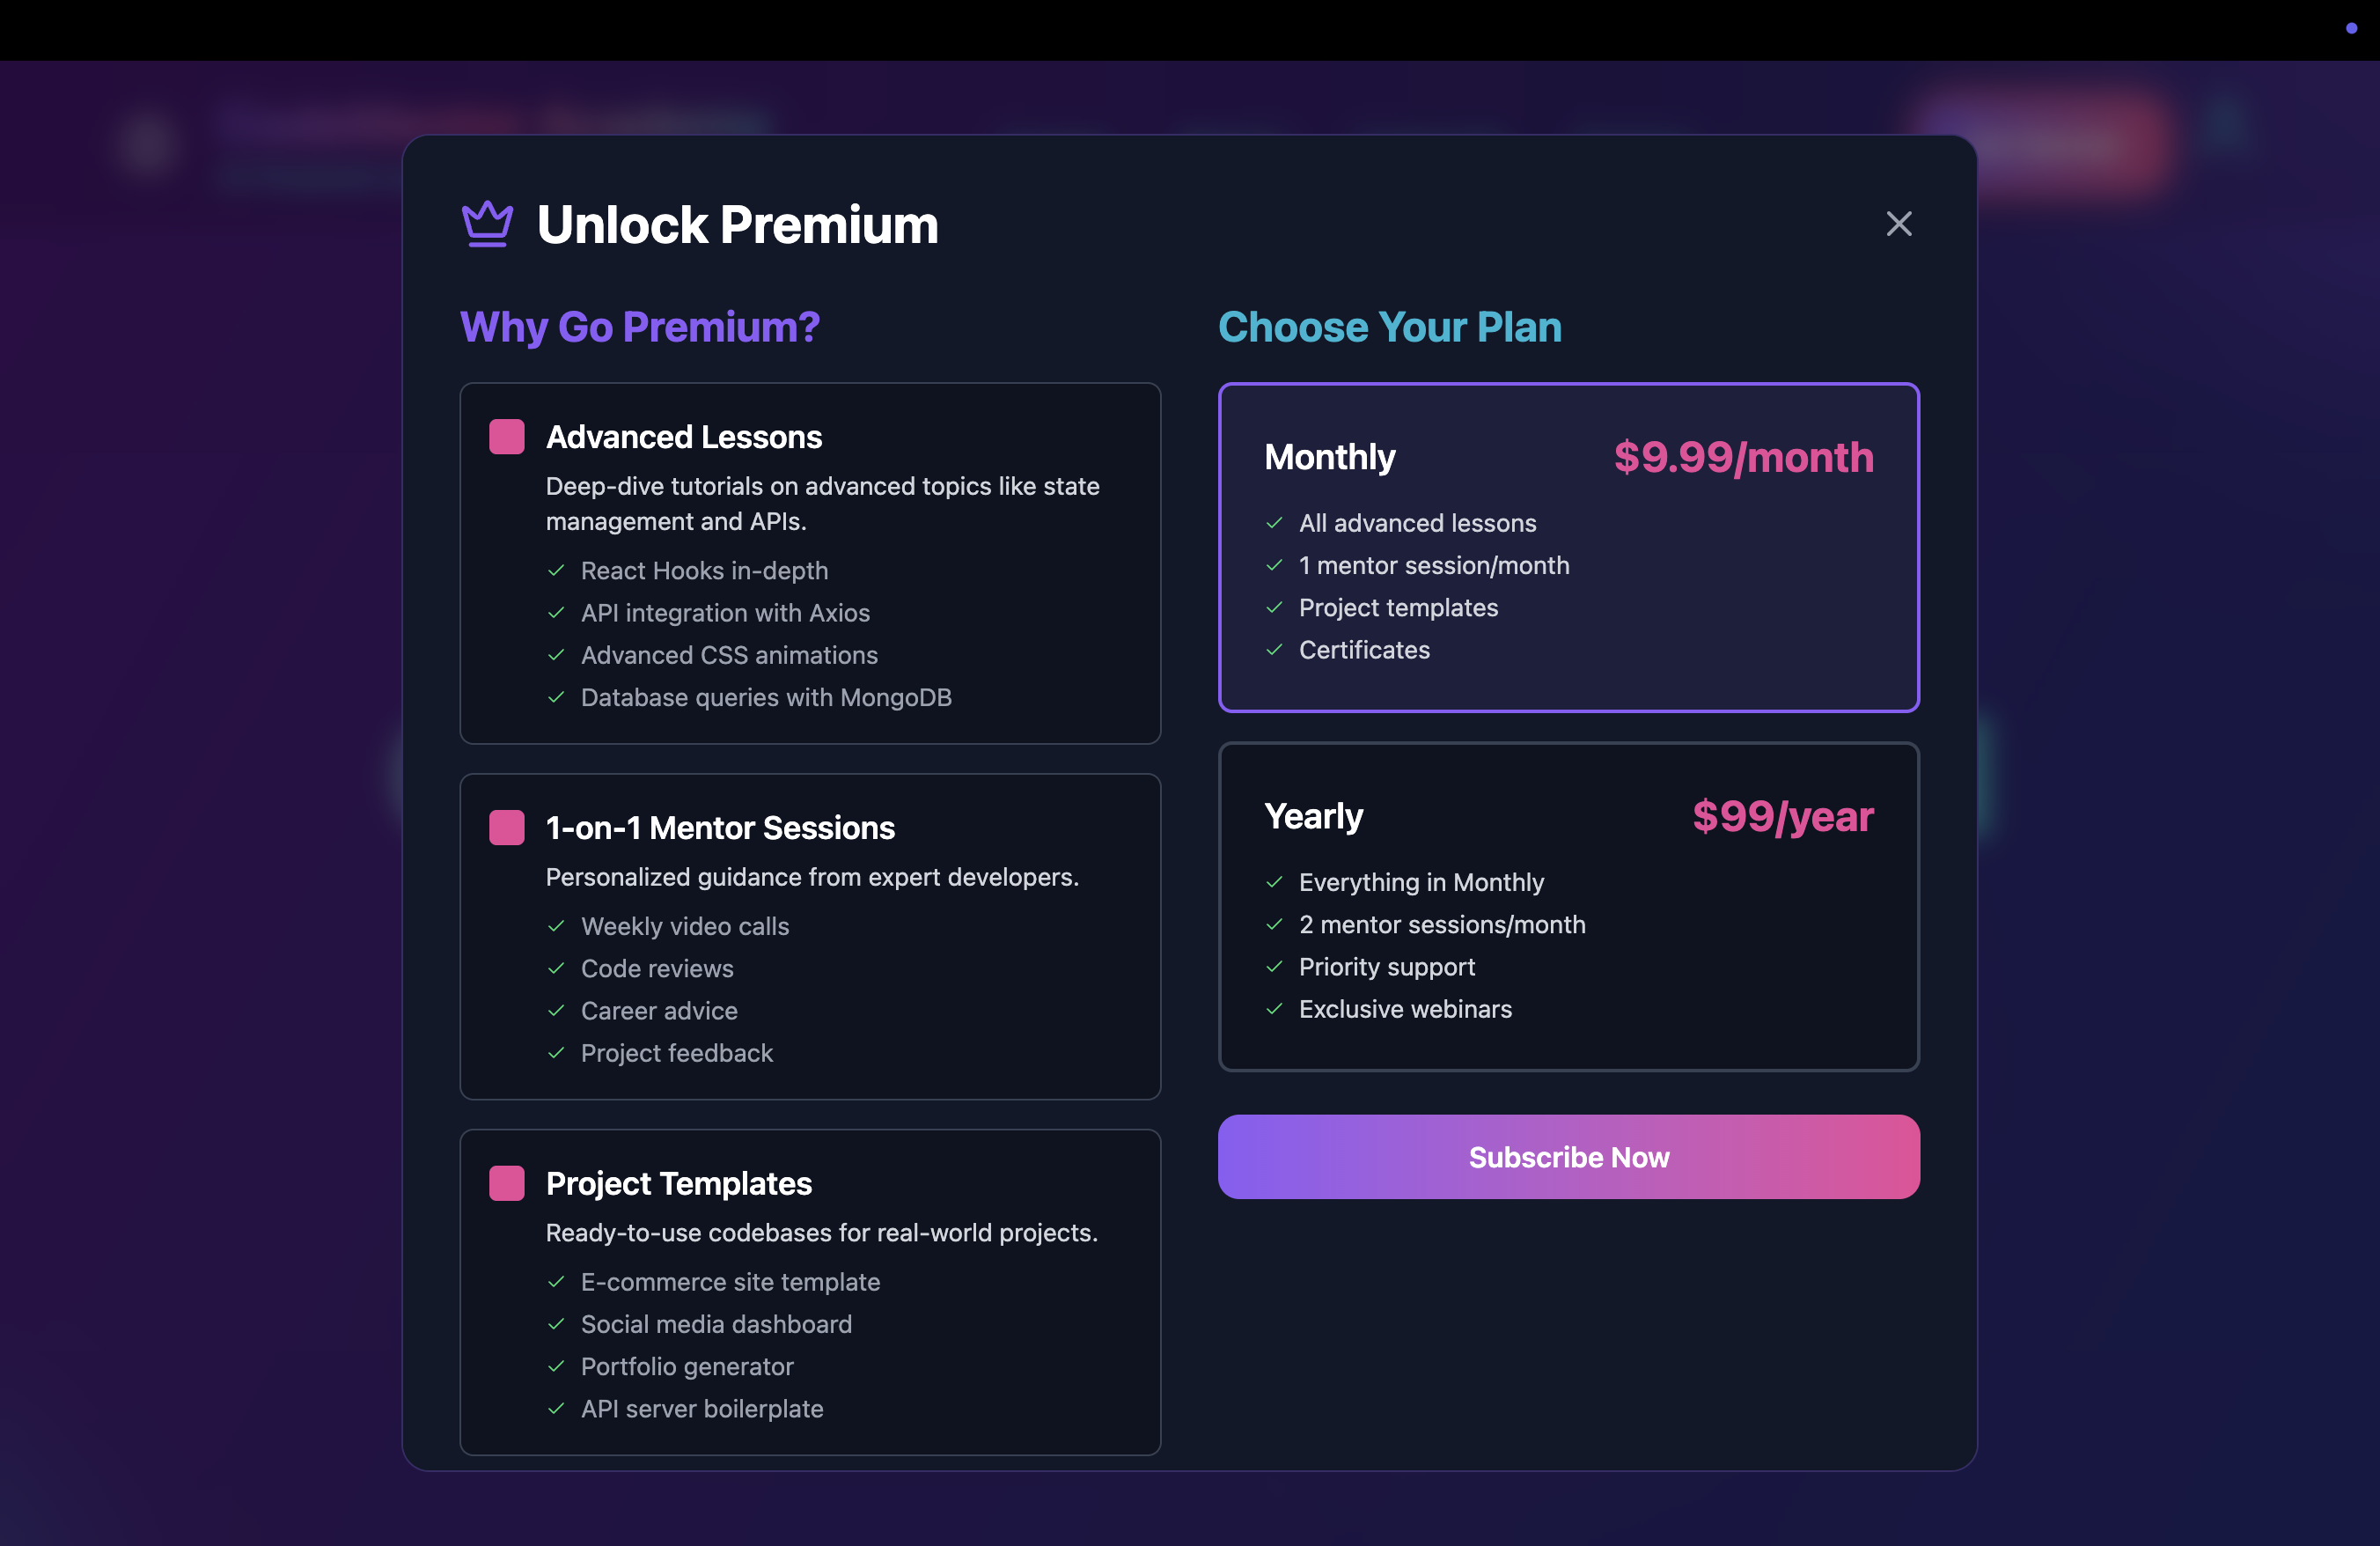 Unlock Premium
Why Go Premium?
Advanced Lessons
Deep-dive tutorials on advanced topics like state
management and APIs.
React Hooks in-depth
API integration with Axios
Advanced CSS animations
Database queries with MongoDB
1-on-1 Mentor Sessions
Personalized guidance from expert developers.
Weekly video calls
Code reviews
Career advice
Project feedback
Project Templates
Ready-to-use codebases for real-world projects.
E-commerce site template
Social media dashboard
Portfolio generator
API server boilerplate
Choose Your Plan
Monthly
$9.99/month
All advanced lessons
1 mentor session/month
Project templates
Certificates
Yearly
$99/year
Everything in Monthly
2 mentor sessions/month
Priority support
Exclusive webinars
Subscribe Now